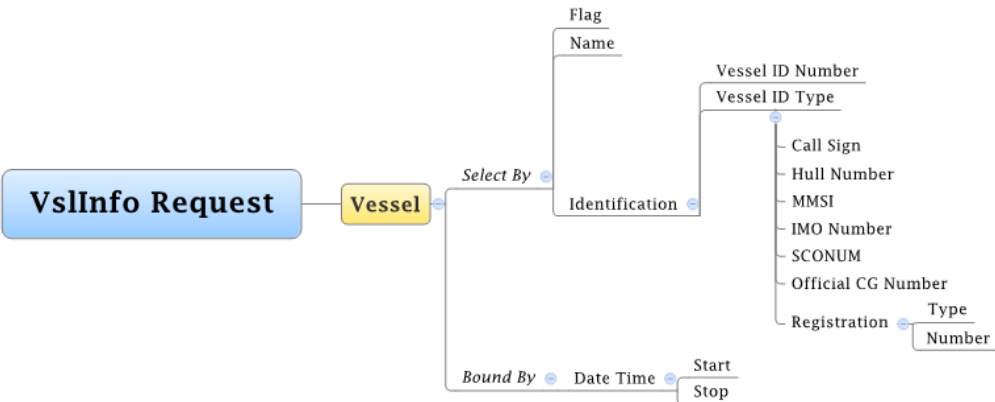 VslInfo Request
Vessel
Select By
Flag
Name
Identification
Vessel ID Number
Vessel ID Type
Call Sign
Hull Number
MMSI
IMO Number
SCONUM
Official CG Number
Registration
Type
Number
Bound By
Date Time
Start
Stop